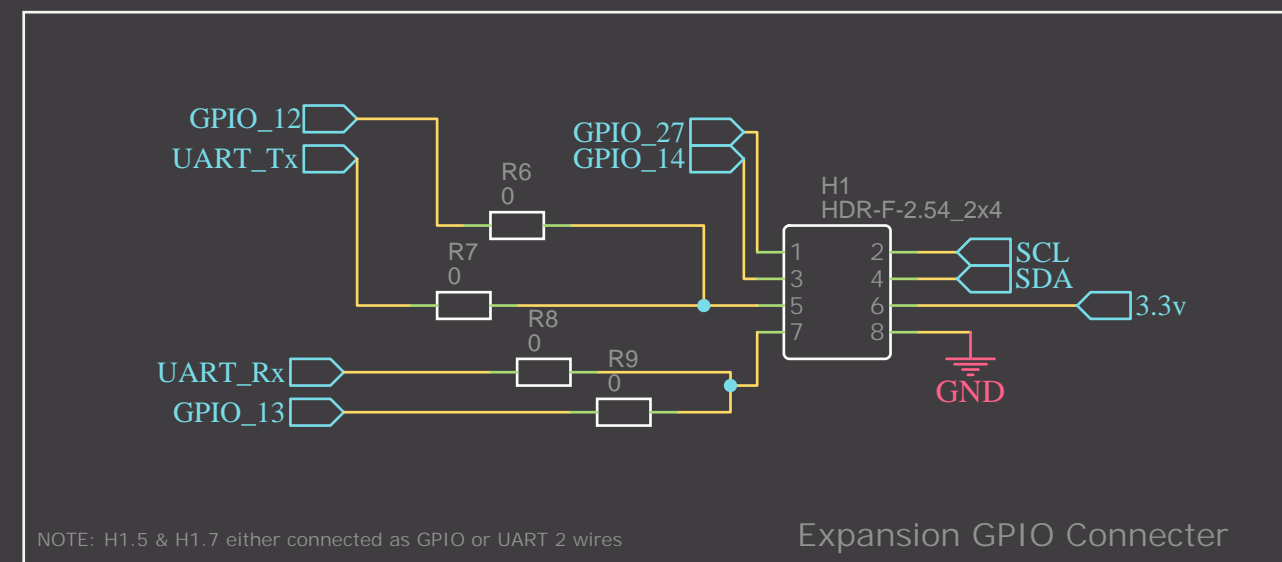 GPIO_12
UART_Tx
R6
0
R7
0
GPIO_27
GPIO_14
H1
HDR-F-2.54_2x4
1
2
3
4
5
6
7
8
SCL
SDA
3.3v
GND
R8
0
R9
0
UART_Rx
GPIO_13
NOTE: H1.5 & H1.7 either connected as GPIO or UART 2 wires
Expansion GPIO Connecter